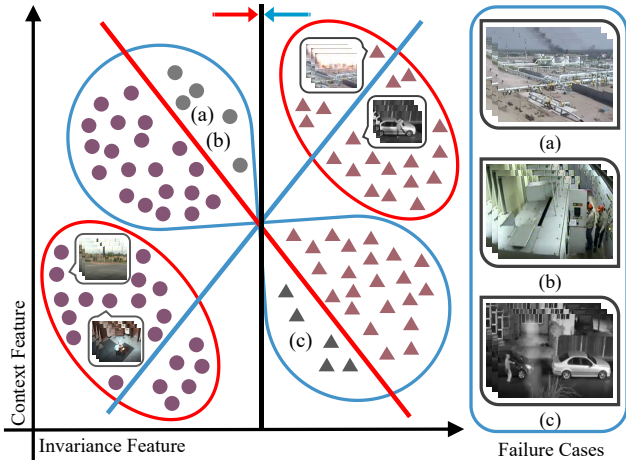 (a)
(b)
(c)
Context Feature
Invariance Feature
(a)
(b)
(c)
Failure Cases